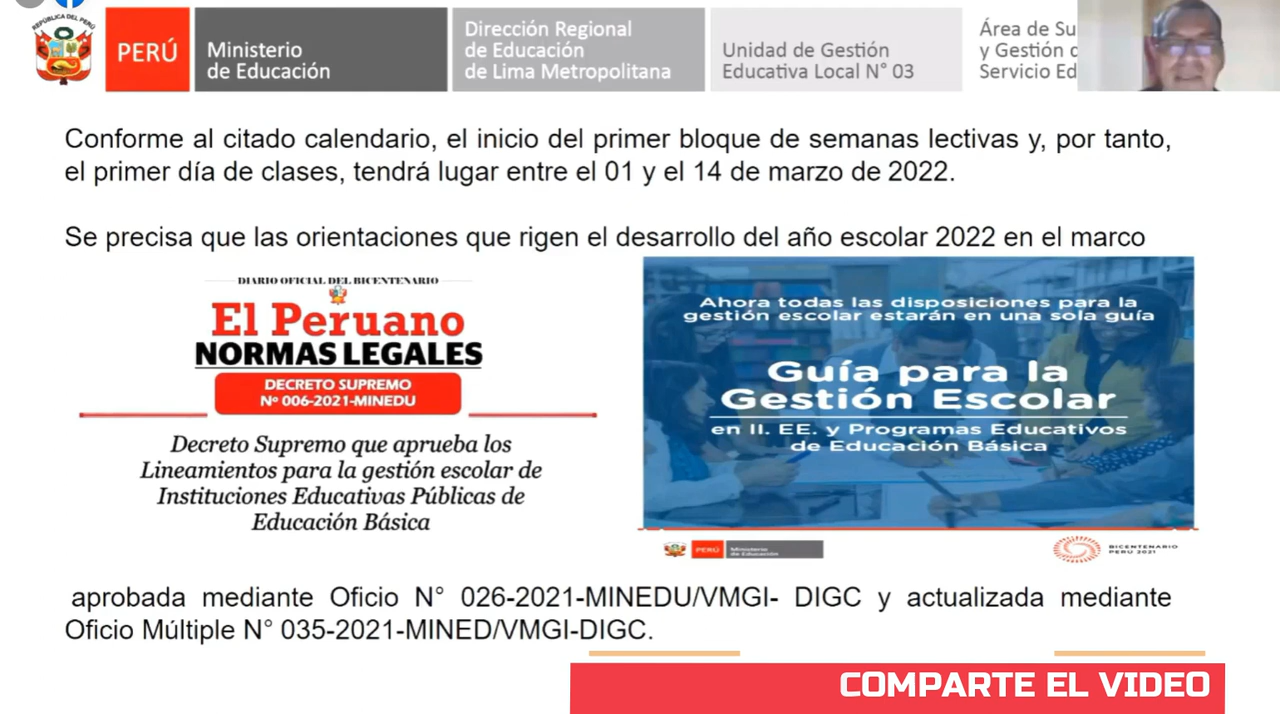 REPÚBLICA DEL PERÚ
PERÚ
Ministerio
de Educación
Dirección Regional
de Educación
de Lima Metropolitana
Unidad de Gestión
Educativa Local N° 03
Área de Su
y Gestión d
Servicio Ed
Conforme al citado calendario, el inicio del primer bloque de semanas lectivas y, por tanto,
el primer día de clases, tendrá lugar entre el 01 y el 14 de marzo de 2022.
Se precisa que las orientaciones que rigen el desarrollo del año escolar 2022 en el marco
DIARIO OFICIAL DEL BICENTENARIO
El Peruano
NORMAS LEGALES
DECRETO SUPREMO
Nº 006-2021-MINEDU
Decreto Supremo que aprueba los
Lineamientos para la gestión escolar de
Instituciones Educativas Públicas de
Educación Básica
Ahora todas las disposiciones para la
gestión escolar estarán en una sola guía
Guía para la
Gestión Escolar
en II. EE. y Programas Educativos
de Educación Básica
PERÚ
Ministerio
de Educación
BICENTENARIO
PERÚ 2021
aprobada mediante Oficio N° 026-2021-MINEDU/VMGI- DIGC y actualizada mediante
Oficio Múltiple N° 035-2021-MINED/VMGI-DIGC.
COMPARTE EL VIDEO